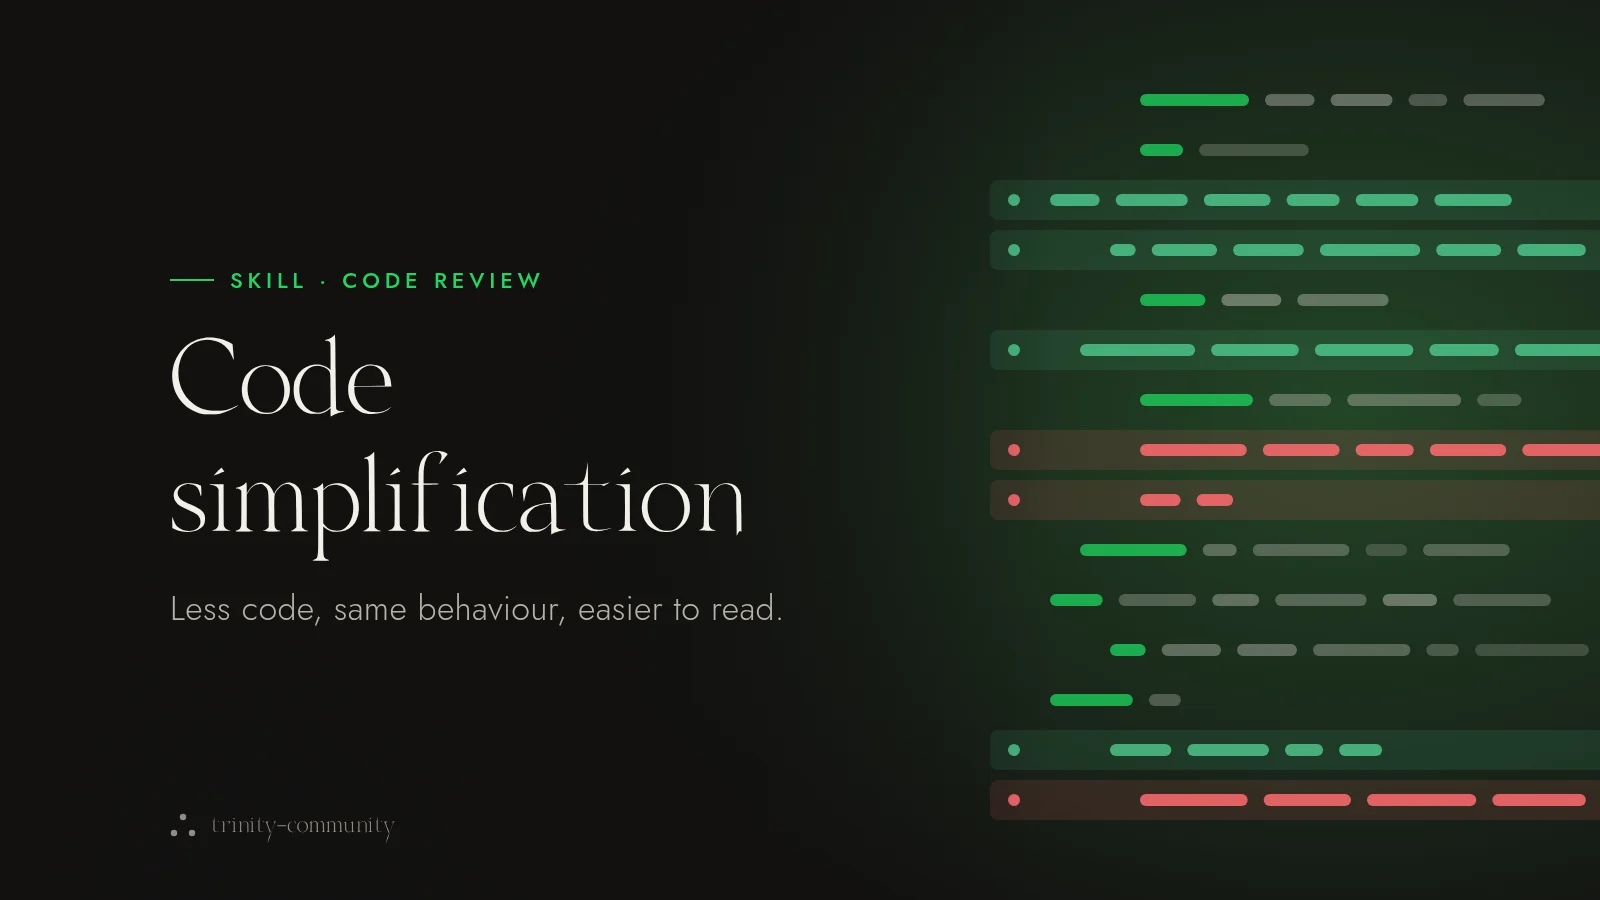 SKILL · CODE REVIEW
Code
simplification
Less code, same behaviour, easier to read.
trinity-community